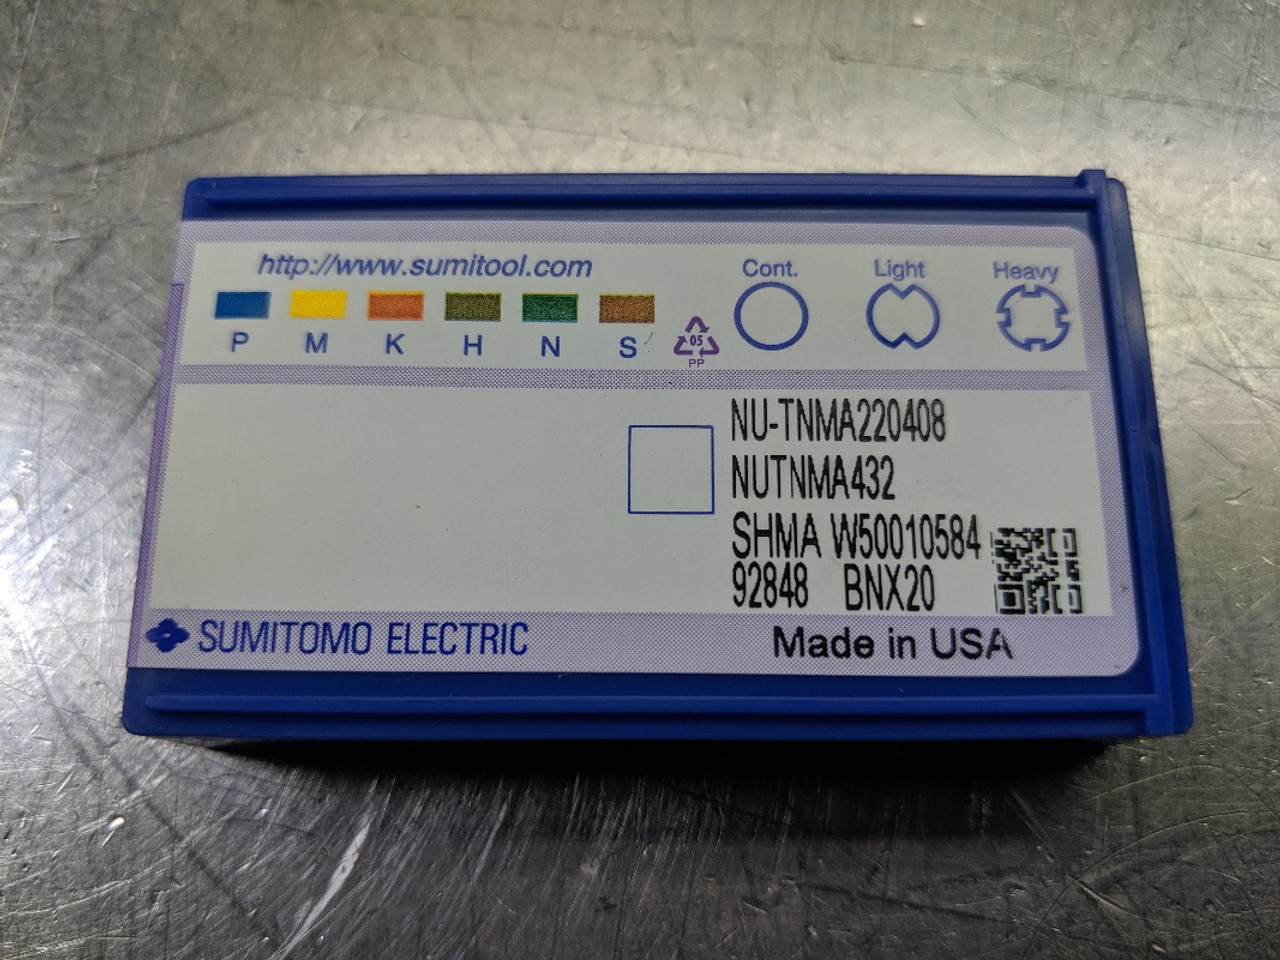 http://www.sumitool.com
Cont. Light Heavy
P M K H N S
05
PP
NU-TNMA220408
NUTNMA432
SHMA W50010584
92848 BNX20
SUMITOMO ELECTRIC
Made in USA